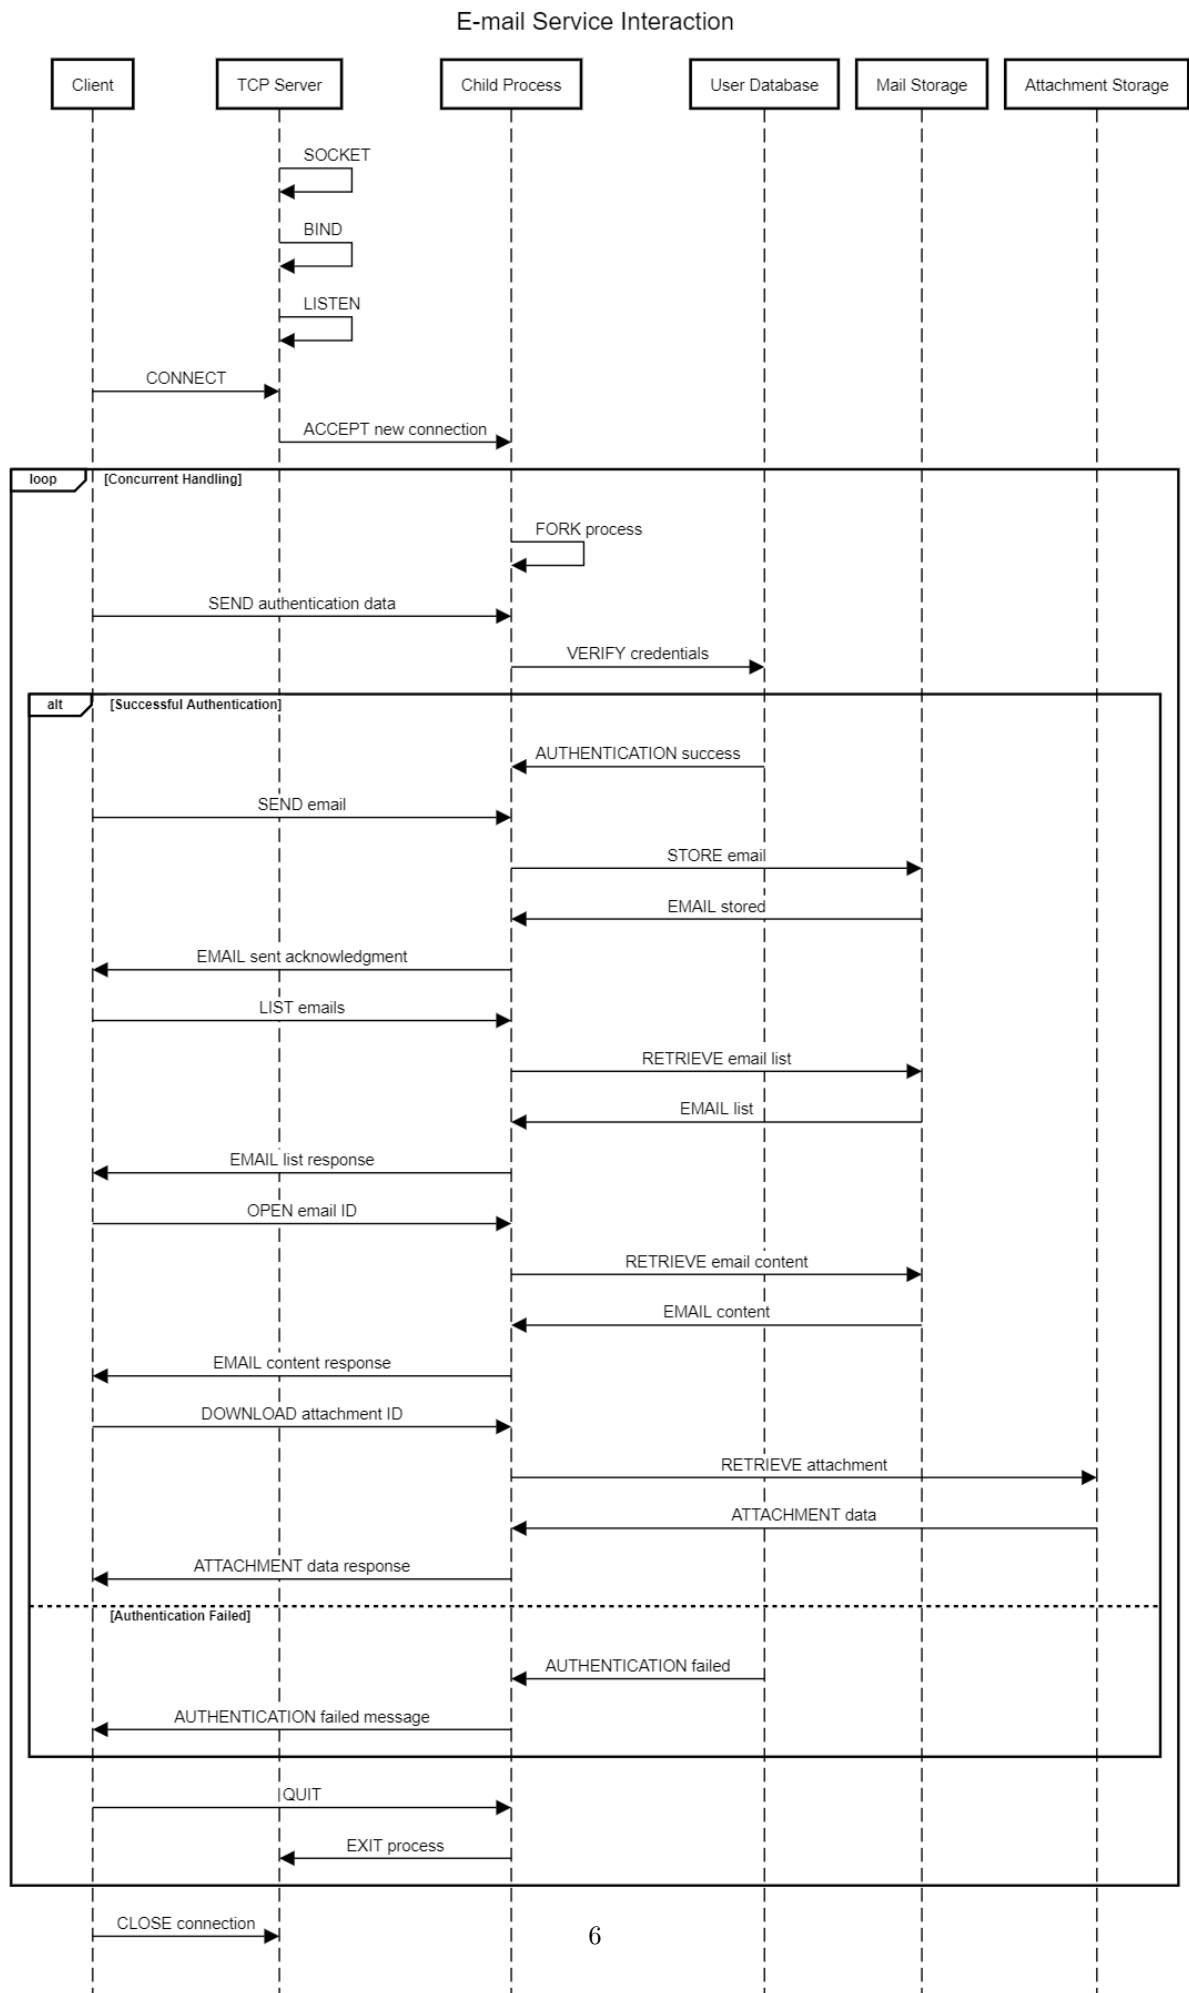 E-mail Service Interaction
Client
TCP Server
Child Process
User Database
Mail Storage
Attachment Storage
SOCKET
BIND
LISTEN
CONNECT
ACCEPT new connection
loop
[Concurrent Handling]
FORK process
SEND authentication data
VERIFY credentials
alt
[Successful Authentication]
AUTHENTICATION success
SEND email
STORE email
EMAIL stored
EMAIL sent acknowledgment
LIST emails
RETRIEVE email list
EMAIL list
EMAIL list response
OPEN email ID
RETRIEVE email content
EMAIL content
EMAIL content response
DOWNLOAD attachment ID
RETRIEVE attachment
ATTACHMENT data
ATTACHMENT data response
[Authentication Failed]
AUTHENTICATION failed
AUTHENTICATION failed message
QUIT
EXIT process
CLOSE connection
6